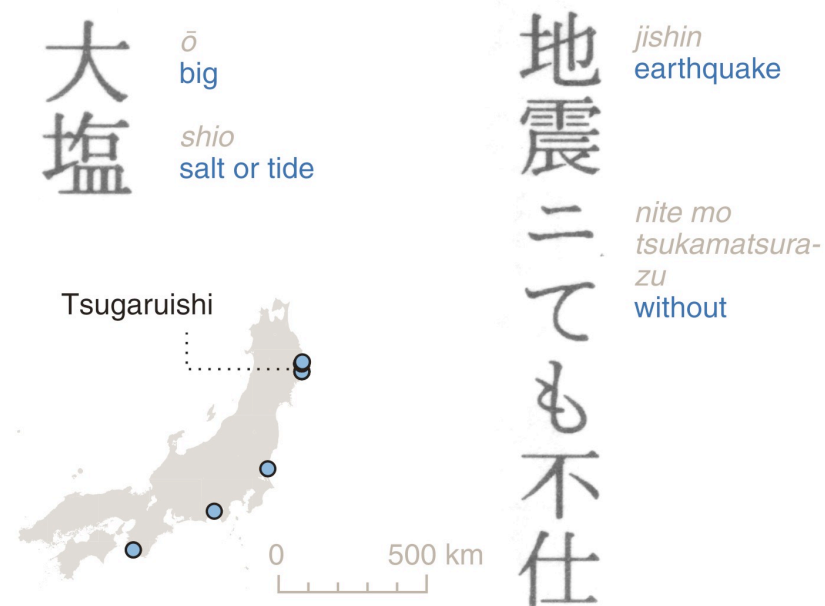 大塩
ō
big
shio
salt or tide
地震ニても不仕
jishin
earthquake
nite mo
tsukamatsura-
zu
without
Tsugaruishi
0 500 km